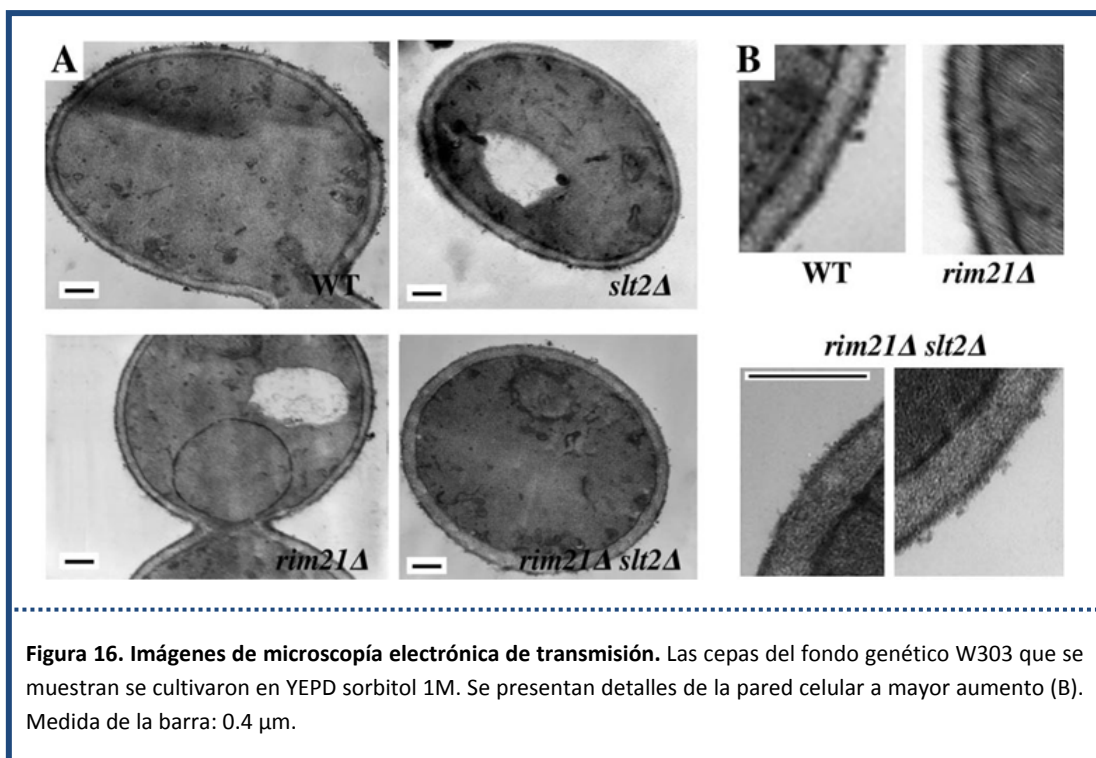 A
B
WT
slt2Δ
WT
rim21Δ
rim21Δ slt2Δ
rim21Δ
rim21Δ slt2Δ
Figura 16. Imágenes de microscopía electrónica de transmisión. Las cepas del fondo genético W303 que se
muestran se cultivaron en YEPD sorbitol 1M. Se presentan detalles de la pared celular a mayor aumento (B).
Medida de la barra: 0.4 µm.